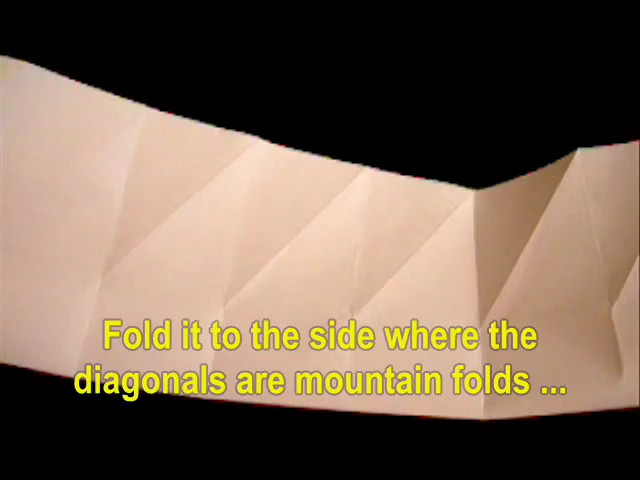 Fold it to the side where the
diagonals are mountain folds ...